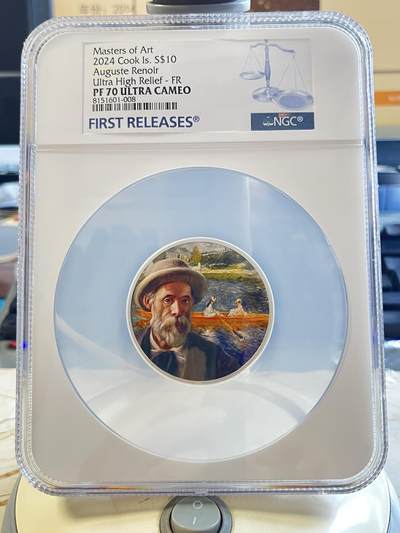 Masters of Art
2024 Cook Is. S$10
Auguste Renoir
Ultra High Relief - FR
PF 70 ULTRA CAMEO
8151601-008
FIRST RELEASES®
NGC®